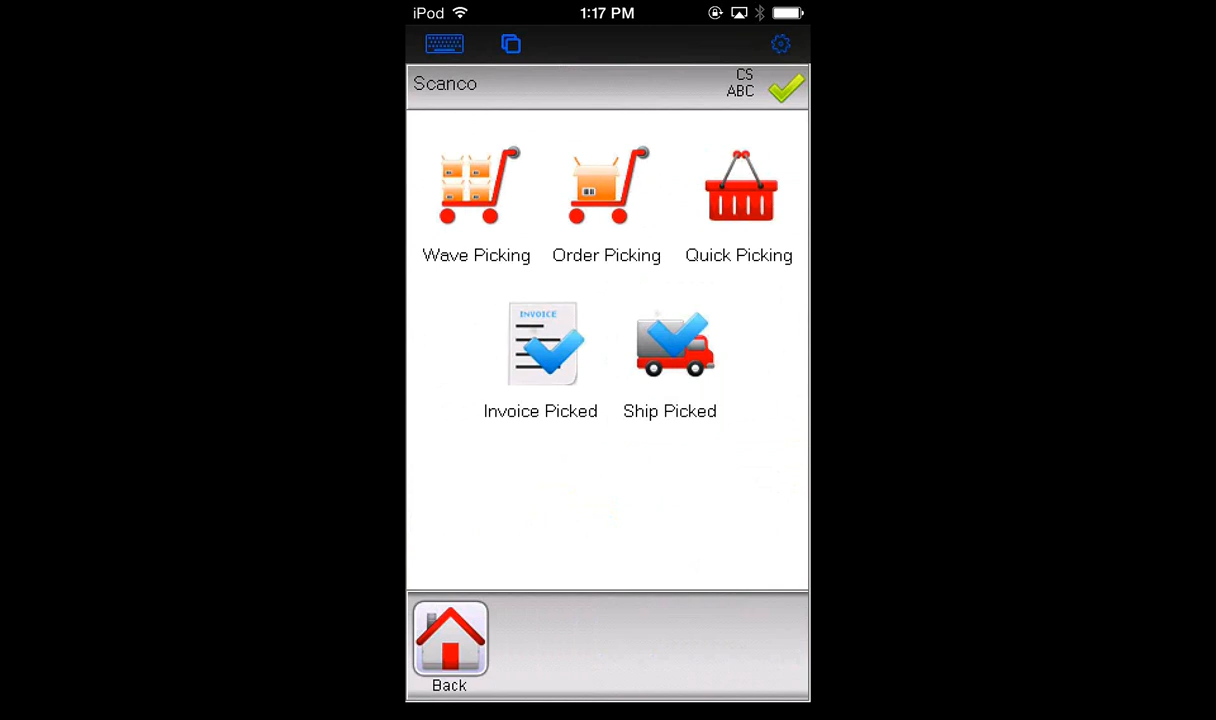 iPod 1:17 PM
Scanco
CS
ABC
Wave Picking Order Picking Quick Picking
INVOICE
Invoice Picked Ship Picked
Back